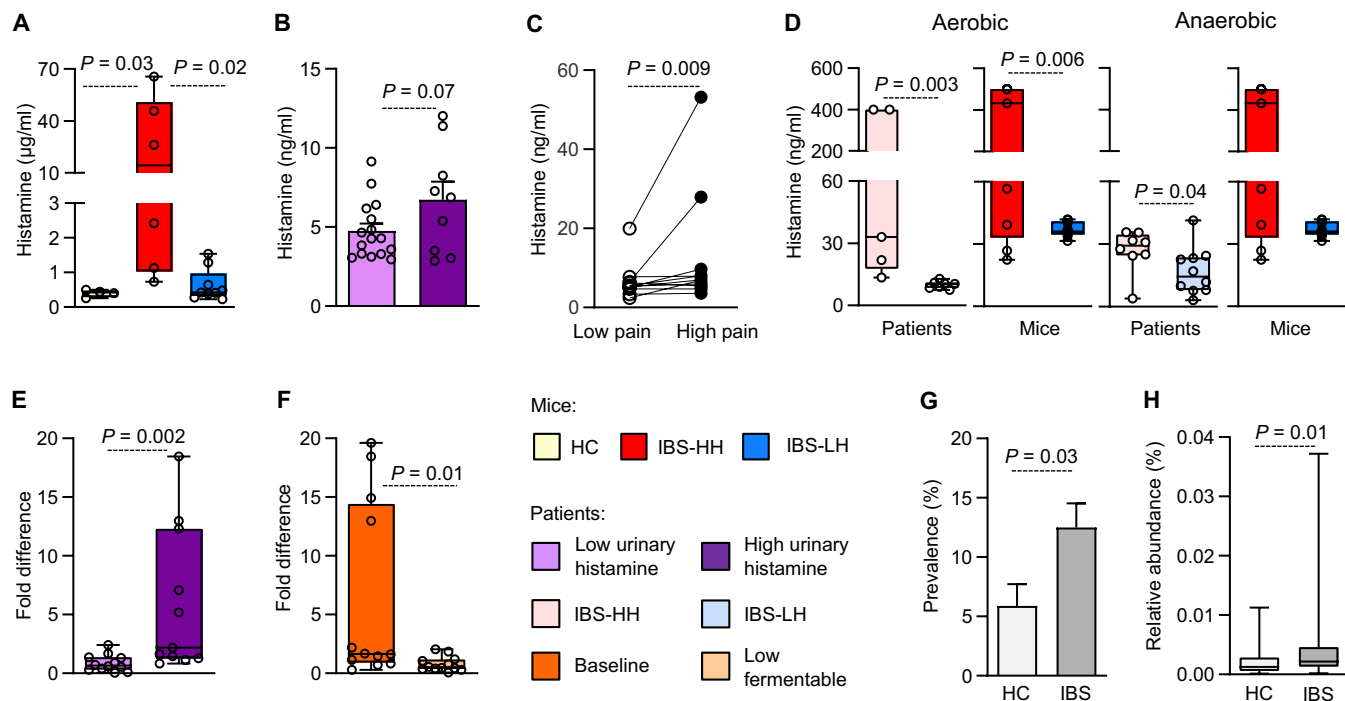 A
Histamine (µg/ml)
70
10
3
2
1
0
P = 0.03
P = 0.02
B
Histamine (ng/ml)
15
10
5
0
P = 0.07
C
Histamine (ng/ml)
60
40
20
0
P = 0.009
Low pain
High pain
D
Aerobic
Anaerobic
Histamine (ng/ml)
600
400
200
60
30
0
P = 0.003
P = 0.006
P = 0.04
Patients
Mice
Patients
Mice
E
Fold difference
20
15
10
5
0
P = 0.002
F
Fold difference
20
15
10
5
0
P = 0.01
Mice:
HC
IBS-HH
IBS-LH
Patients:
Low urinary
histamine
High urinary
histamine
IBS-HH
IBS-LH
Baseline
Low
fermentable
G
Prevalence (%)
20
15
10
5
0
P = 0.03
HC
IBS
H
Relative abundance (%)
0.04
0.03
0.02
0.01
0.00
P = 0.01
HC
IBS